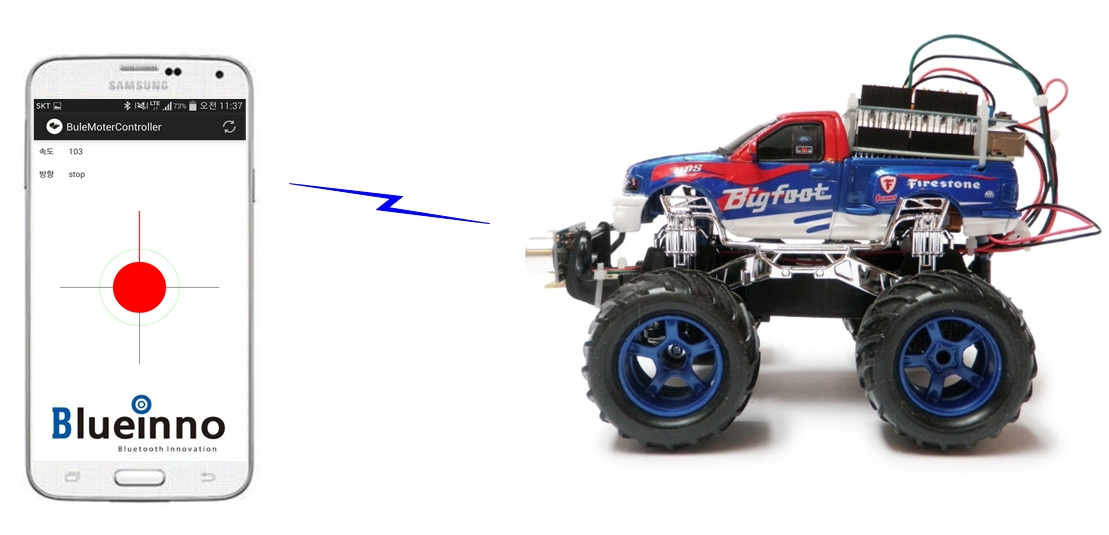 SAMSUNG
SKT LTE 73% 오전 11:37
BuleMoterController
속도 103
방향 stop
Blueinno
Bluetooth Innovation
Bigfoot
Firestone